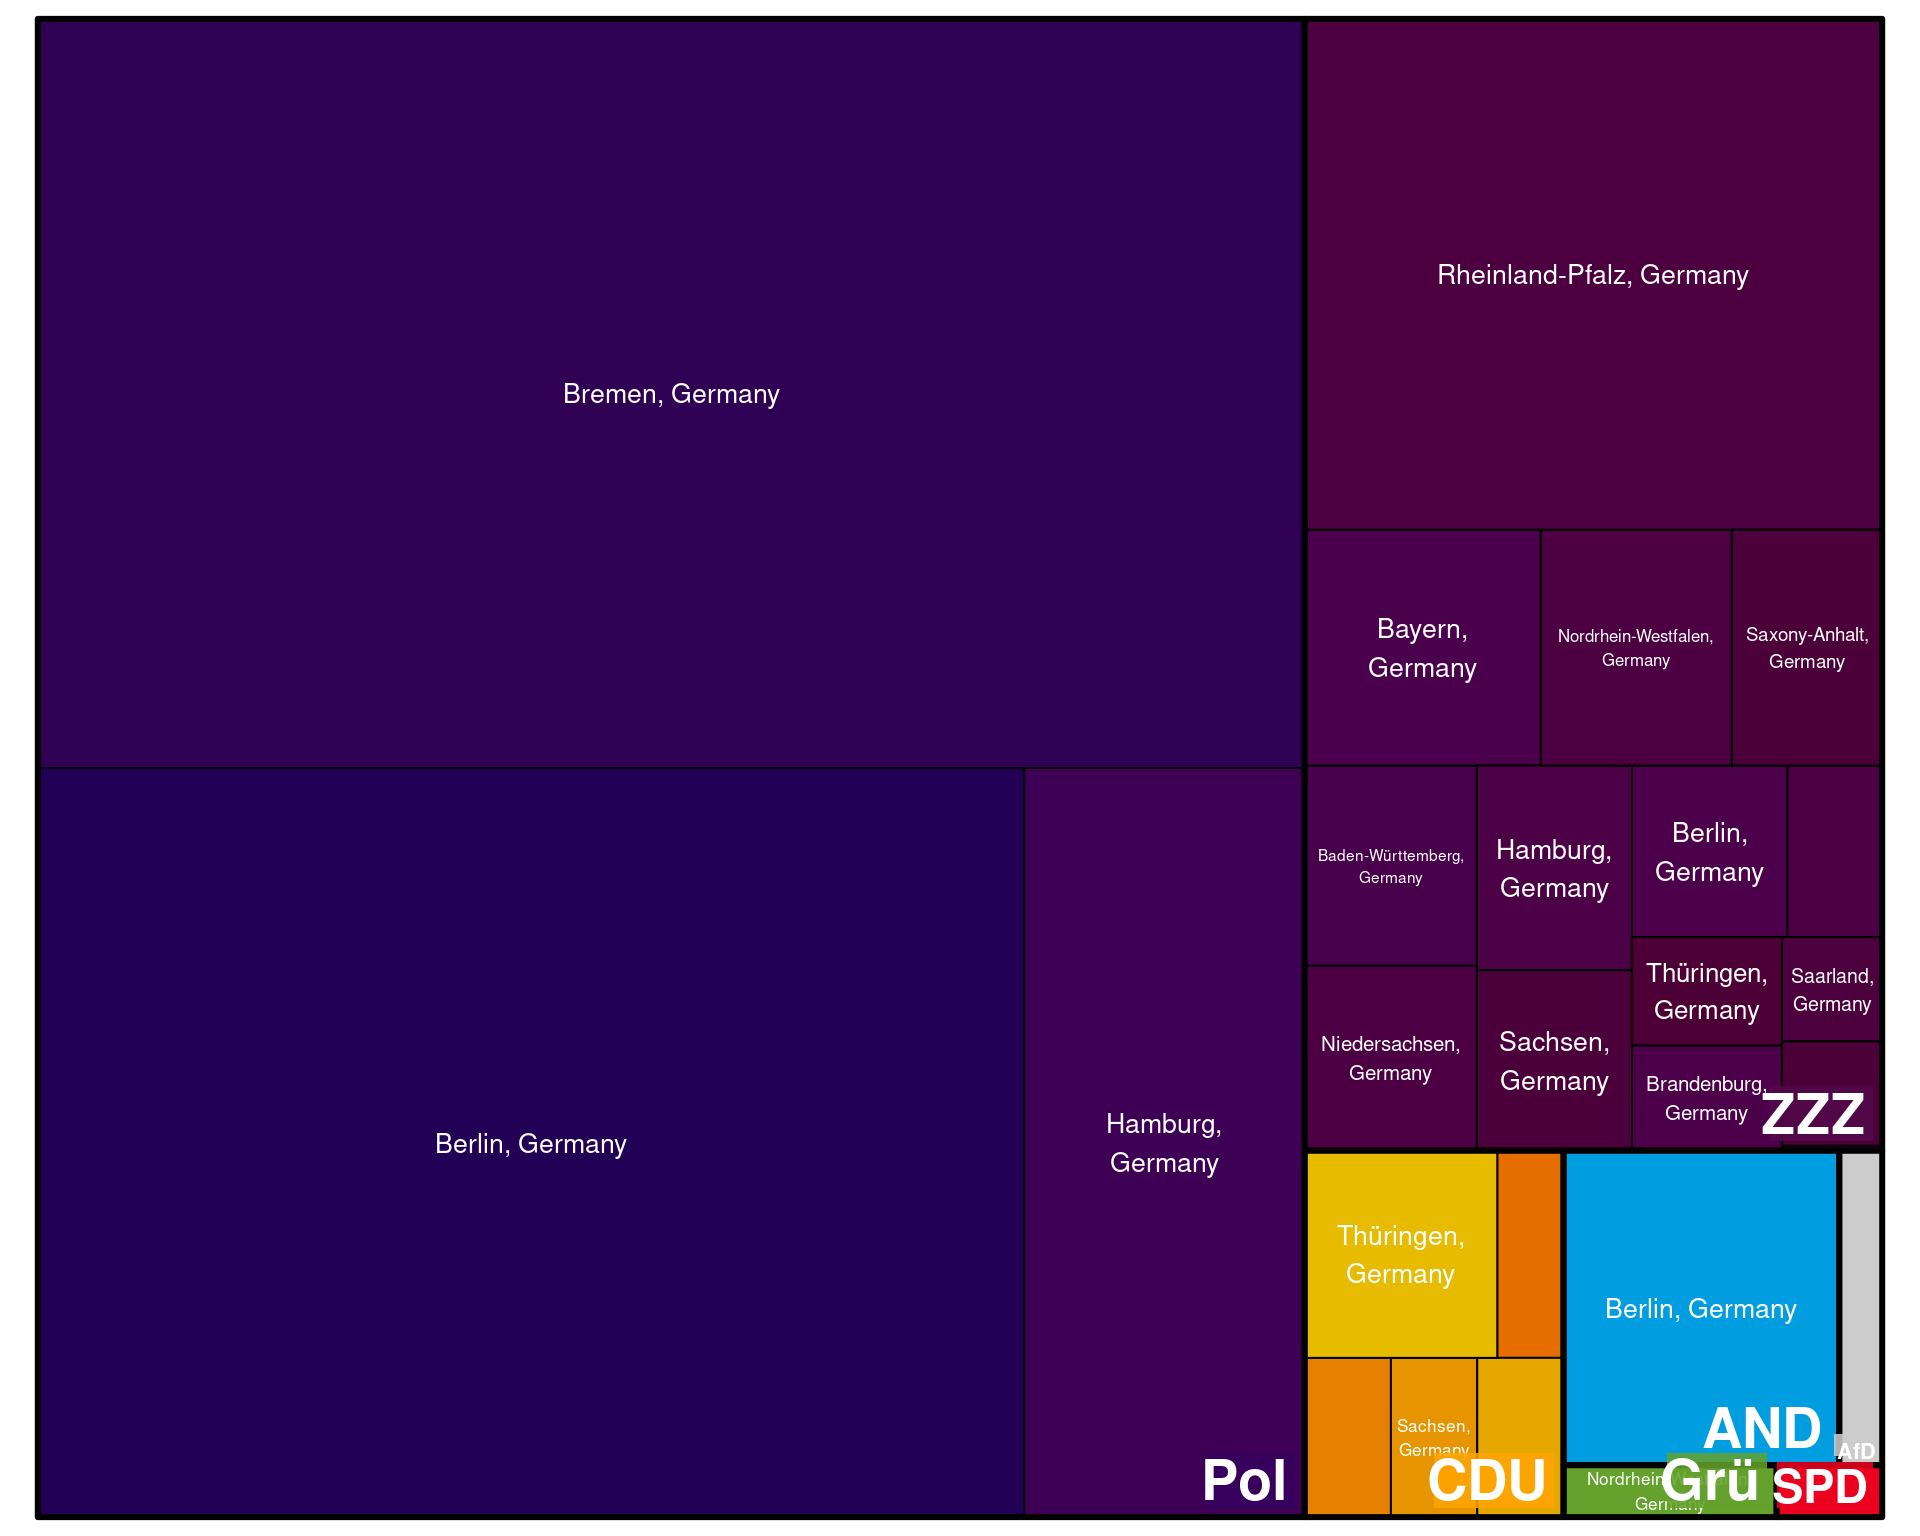 Bremen, Germany
Berlin, Germany
Hamburg,
Germany
Pol
Rheinland-Pfalz, Germany
Bayern,
Germany
Nordrhein-Westfalen,
Germany
Saxony-Anhalt,
Germany
Baden-Württemberg,
Germany
Hamburg,
Germany
Berlin,
Germany
Niedersachsen,
Germany
Sachsen,
Germany
Thüringen,
Germany
Saarland,
Germany
Brandenburg,
Germany
ZZZ
Thüringen,
Germany
Sachsen,
Germany
CDU
Berlin, Germany
AND
AfD
Germany
Grü
SPD